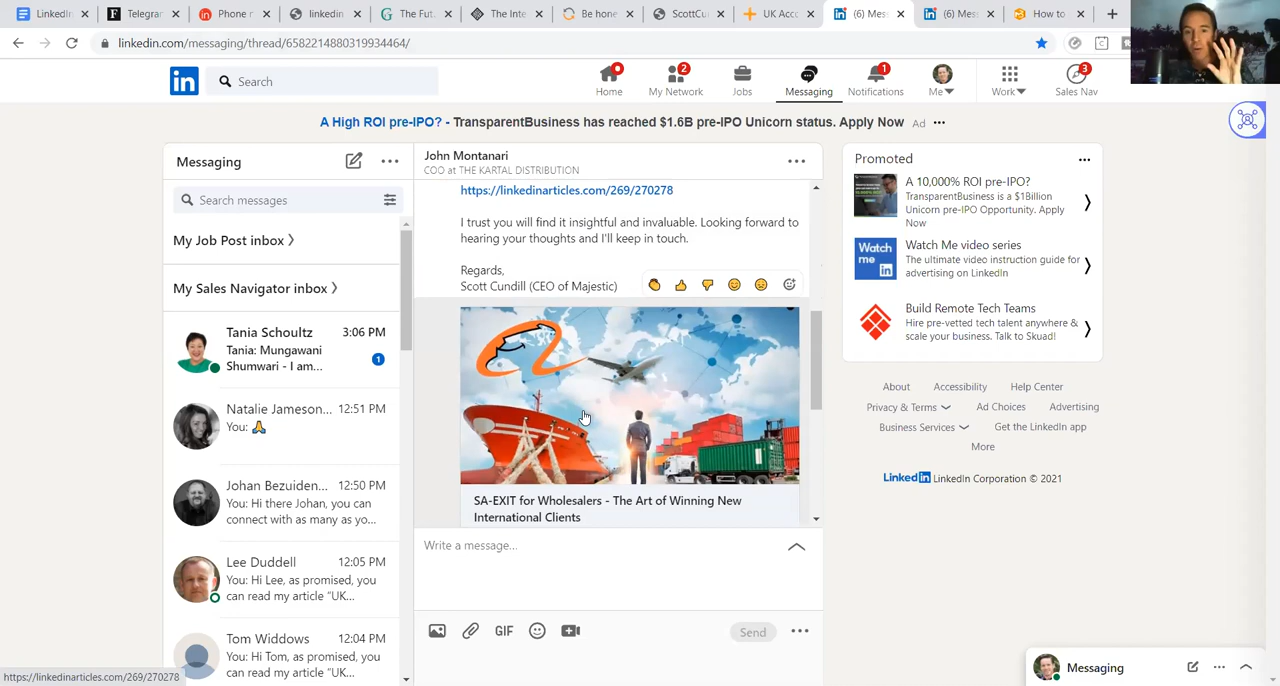 LinkedIn
Telegran
Phone r
linkedin
The Fut
The Inte
Be hone
ScottCu
UK Acc
(6) Mes
(6) Mes
How to
linkedin.com/messaging/thread/6582214880319934464/
Search
Home
2
My Network
Jobs
Messaging
1
Notifications
Me
Work
3
Sales Nav
A High ROI pre-IPO? - TransparentBusiness has reached $1.6B pre-IPO Unicorn status. Apply Now Ad
Messaging
Search messages
My Job Post inbox
My Sales Navigator inbox
Tania Schoultz 3:06 PM
Tania: Mungawani
Shumwari - I am... 1
Natalie Jameson... 12:51 PM
You: 🙏
Johan Bezuiden... 12:50 PM
You: Hi there Johan, you can
connect with as many as yo...
Lee Duddell 12:05 PM
You: Hi Lee, as promised, you
can read my article "UK...
Tom Widdows 12:04 PM
You: Hi Tom, as promised, you
can read my article "UK...
John Montanari
COO at THE KARTAL DISTRIBUTION
https://linkedinarticles.com/269/270278
I trust you will find it insightful and invaluable. Looking forward to
hearing your thoughts and I'll keep in touch.
Regards,
Scott Cundill (CEO of Majestic)
SA-EXIT for Wholesalers - The Art of Winning New
International Clients
Write a message...
GIF
Send
Promoted
A 10,000% ROI pre-IPO?
TransparentBusiness is a $1Billion
Unicorn pre-IPO Opportunity. Apply
Now
Watch
me
in
Watch Me video series
The ultimate video instruction guide for
advertising on LinkedIn
Build Remote Tech Teams
Hire pre-vetted tech talent anywhere &
scale your business. Talk to Skuad!
About Accessibility Help Center
Privacy & Terms Ad Choices Advertising
Business Services Get the LinkedIn app
More
LinkedIn LinkedIn Corporation © 2021
Messaging
https://linkedinarticles.com/269/270278